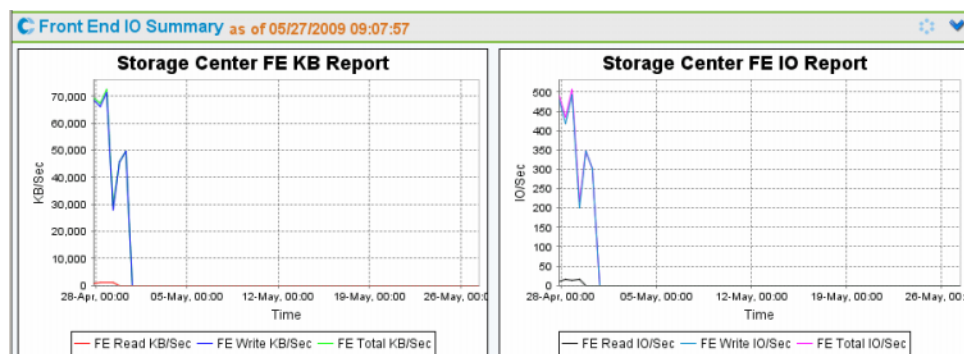 Front End IO Summary as of 05/27/2009 09:07:57
Storage Center FE KB Report
70,000
60,000
50,000
40,000
30,000
20,000
10,000
0
KB/Sec
28-Apr, 00:00 05-May, 00:00 12-May, 00:00 19-May, 00:00 26-May, 0
Time
FE Read KB/Sec FE Write KB/Sec FE Total KB/Sec
Storage Center FE IO Report
500
450
400
350
300
250
200
150
100
50
0
IO/Sec
28-Apr, 00:00 05-May, 00:00 12-May, 00:00 19-May, 00:00 26-May, 00:
Time
FE Read IO/Sec FE Write IO/Sec FE Total IO/Sec